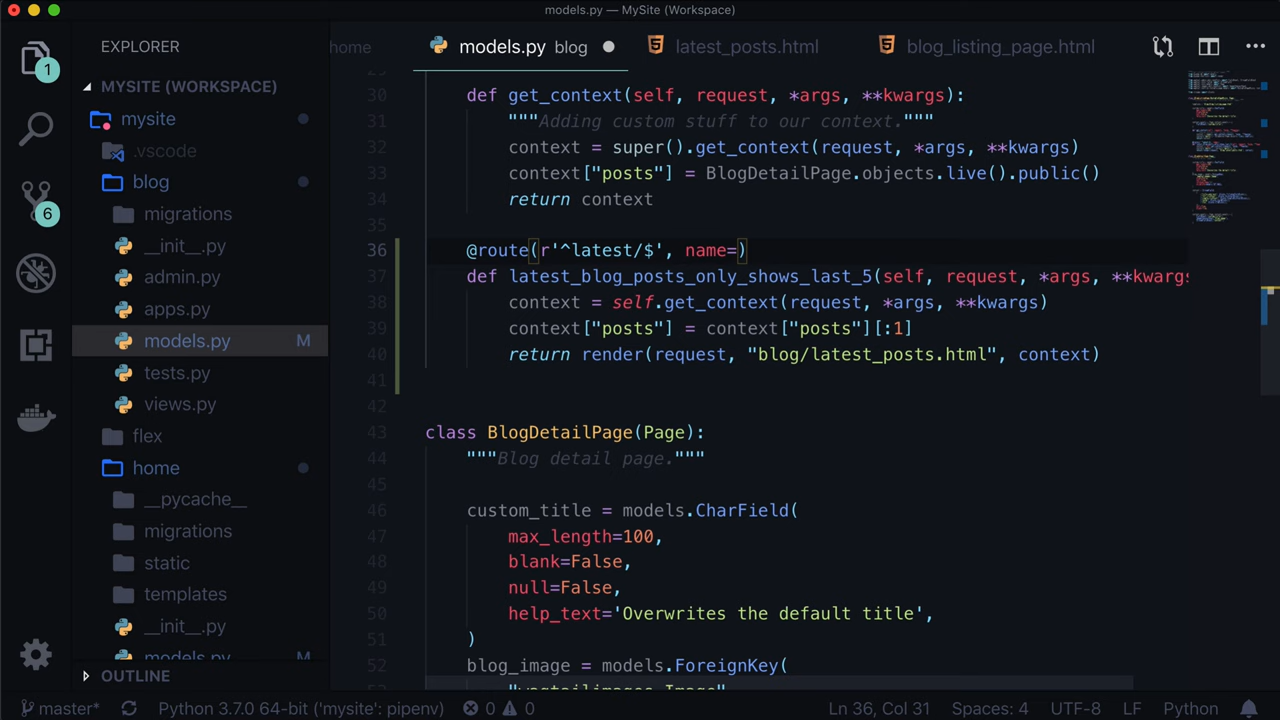 models.py — MySite (Workspace)
EXPLORER
home
models.py blog
latest_posts.html
blog_listing_page.html
1
6
MYSITE (WORKSPACE)
mysite
.vscode
blog
migrations
__init__.py
admin.py
apps.py
models.py M
tests.py
views.py
flex
home
__pycache__
migrations
static
templates
__init__.py
models.py M
OUTLINE
30 def get_context(self, request, *args, **kwargs):
31 """Adding custom stuff to our context."""
32 context = super().get_context(request, *args, **kwargs)
33 context["posts"] = BlogDetailPage.objects.live().public()
34 return context
35
36 @route(r'^latest/$', name=)
37 def latest_blog_posts_only_shows_last_5(self, request, *args, **kwargs
38 context = self.get_context(request, *args, **kwargs)
39 context["posts"] = context["posts"][:1]
40 return render(request, "blog/latest_posts.html", context)
41
42
43 class BlogDetailPage(Page):
44 """Blog detail page."""
45
46 custom_title = models.CharField(
47 max_length=100,
48 blank=False,
49 null=False,
50 help_text='Overwrites the default title',
51 )
52 blog_image = models.ForeignKey(
53 "wagtailimages.Image",
master* Python 3.7.0 64-bit ('mysite': pipenv) 0 0 Ln 36, Col 31 Spaces: 4 UTF-8 LF Python